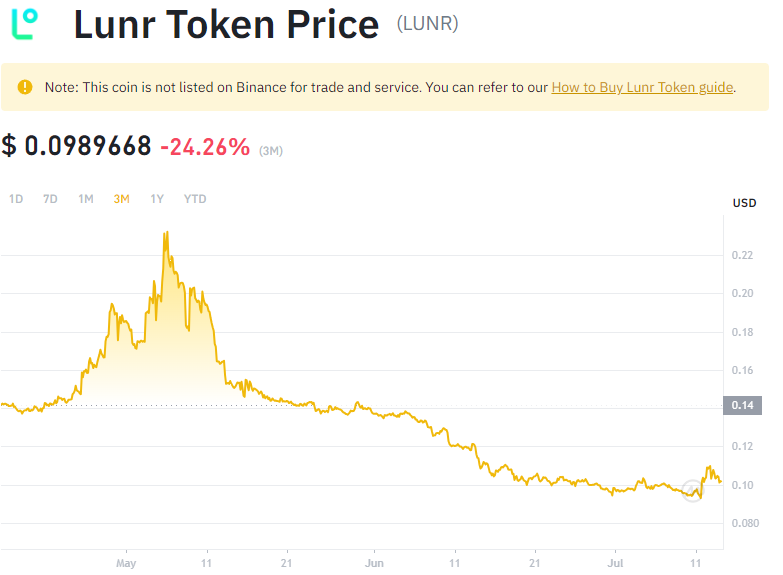 Lunr Token Price (LUNR)
Note: This coin is not listed on Binance for trade and service. You can refer to our How to Buy Lunr Token guide.
$ 0.0989668 -24.26% (3M)
1D 7D 1M 3M 1Y YTD
USD
0.22
0.20
0.18
0.16
0.14
0.12
0.10
0.080
May 11 21 Jun 11 21 Jul 11